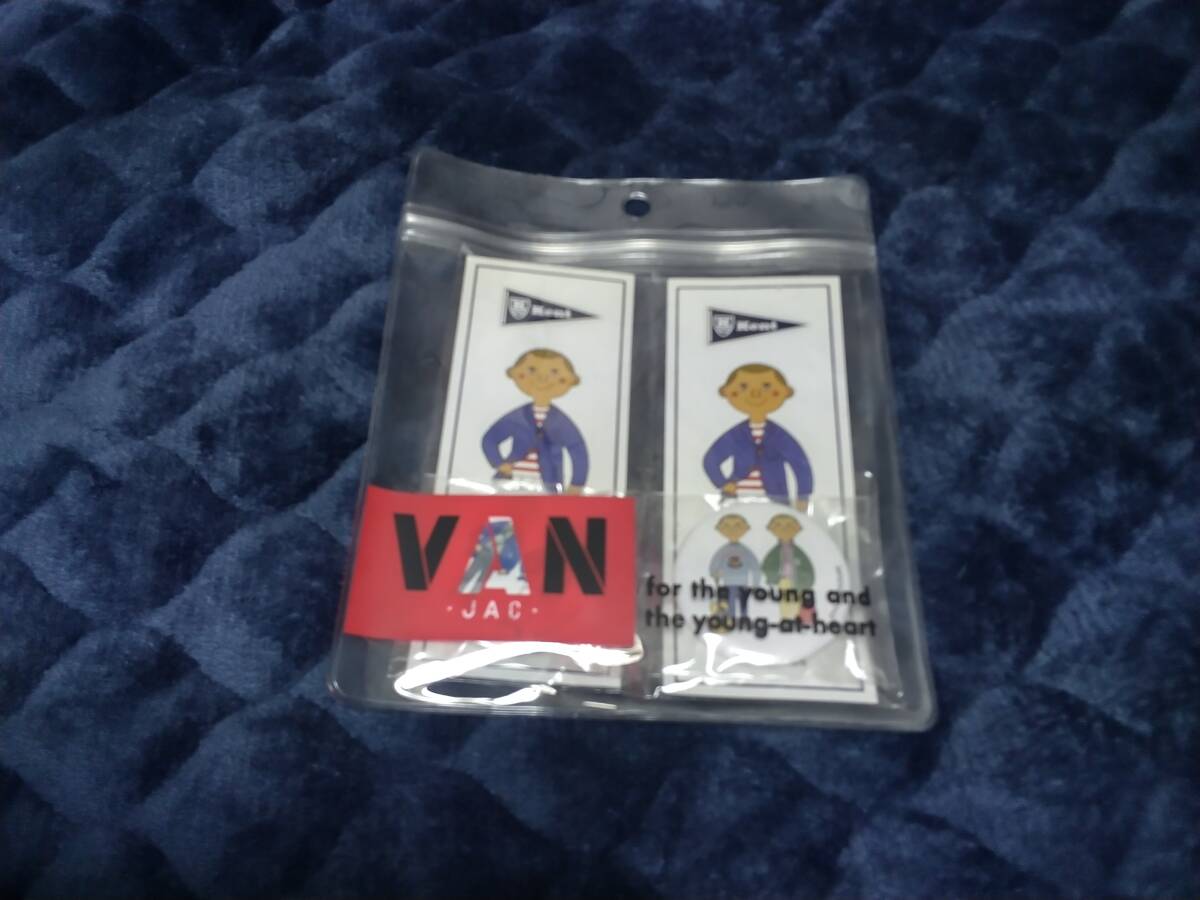 Kent
Kent
VAN
·JAC·
for the young and
the young-at-heart